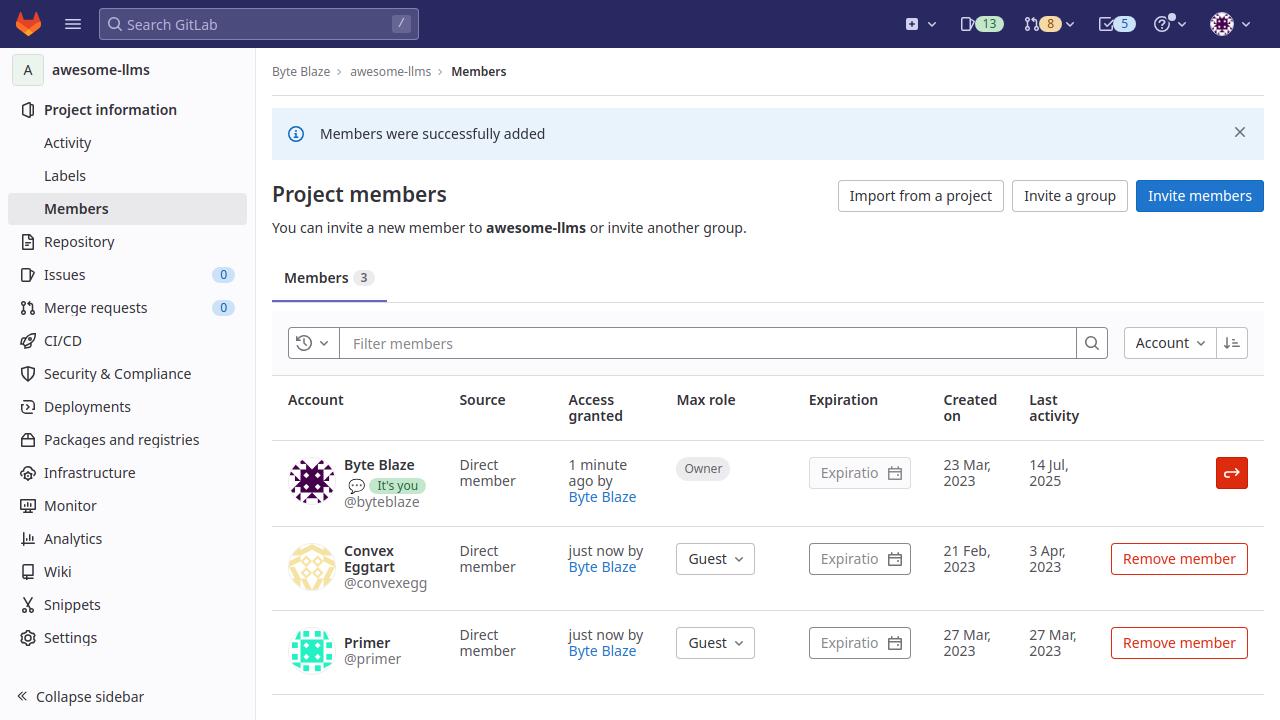 Search GitLab
/
13
8
5
A
awesome-llms
Project information
Activity
Labels
Members
Repository
Issues
0
Merge requests
0
CI/CD
Security & Compliance
Deployments
Packages and registries
Infrastructure
Monitor
Analytics
Wiki
Snippets
Settings
Collapse sidebar
Byte Blaze
awesome-llms
Members
Members were successfully added
Project members
Import from a project
Invite a group
Invite members
You can invite a new member to awesome-llms or invite another group.
Members 3
Filter members
Account
Account
Source
Access
granted
Max role
Expiration
Created
on
Last
activity
Byte Blaze
It's you
@byteblaze
Direct
member
1 minute
ago by
Byte Blaze
Owner
Expiratio
23 Mar,
2023
14 Jul,
2025
Convex
Eggtart
@convexegg
Direct
member
just now by
Byte Blaze
Guest
Expiratio
21 Feb,
2023
3 Apr,
2023
Remove member
Primer
@primer
Direct
member
just now by
Byte Blaze
Guest
Expiratio
27 Mar,
2023
27 Mar,
2023
Remove member